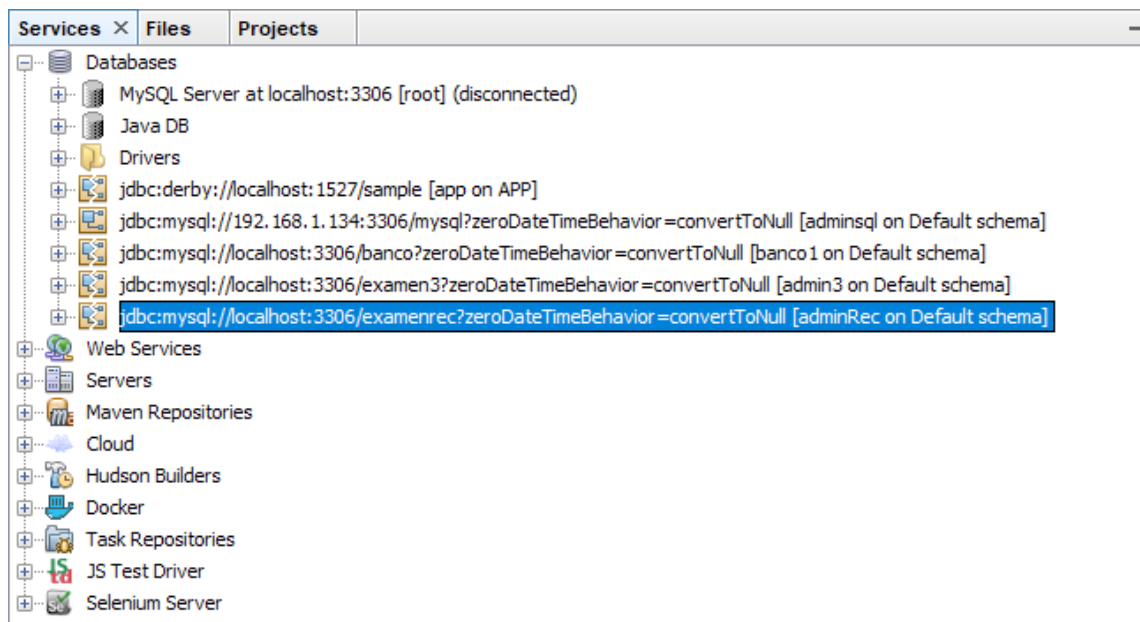 Services Files Projects
Databases
MySQL Server at localhost:3306 [root] (disconnected)
Java DB
Drivers
jdbc:derby://localhost:1527/sample [app on APP]
jdbc:mysql://192.168.1.134:3306/mysql?zeroDateTimeBehavior=convertToNull [adminsql on Default schema]
jdbc:mysql://localhost:3306/banco?zeroDateTimeBehavior=convertToNull [banco1 on Default schema]
jdbc:mysql://localhost:3306/examen3?zeroDateTimeBehavior=convertToNull [admin3 on Default schema]
jdbc:mysql://localhost:3306/examenrec?zeroDateTimeBehavior=convertToNull [adminRec on Default schema]
Web Services
Servers
Maven Repositories
Cloud
Hudson Builders
Docker
Task Repositories
JS Test Driver
Selenium Server